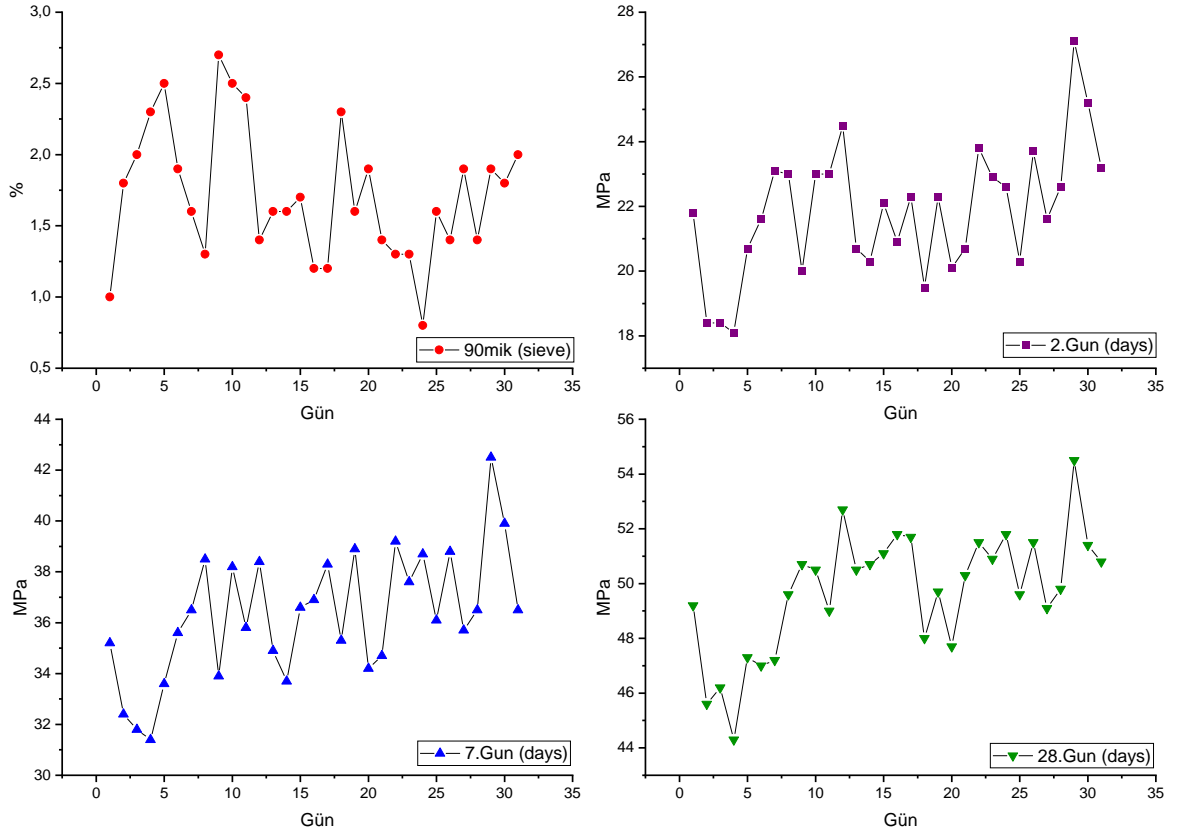 3,0
2,5
2,0
1,5
1,0
0,5
%
0 5 10 15 20 25 30 35
Gün
90mik (sieve)
28
26
24
22
20
18
16
MPa
0 5 10 15 20 25 30 35
Gün
2.Gun (days)
44
42
40
38
36
34
32
30
MPa
0 5 10 15 20 25 30 35
Gün
7.Gun (days)
56
54
52
50
48
46
44
MPa
0 5 10 15 20 25 30 35
Gün
28.Gun (days)